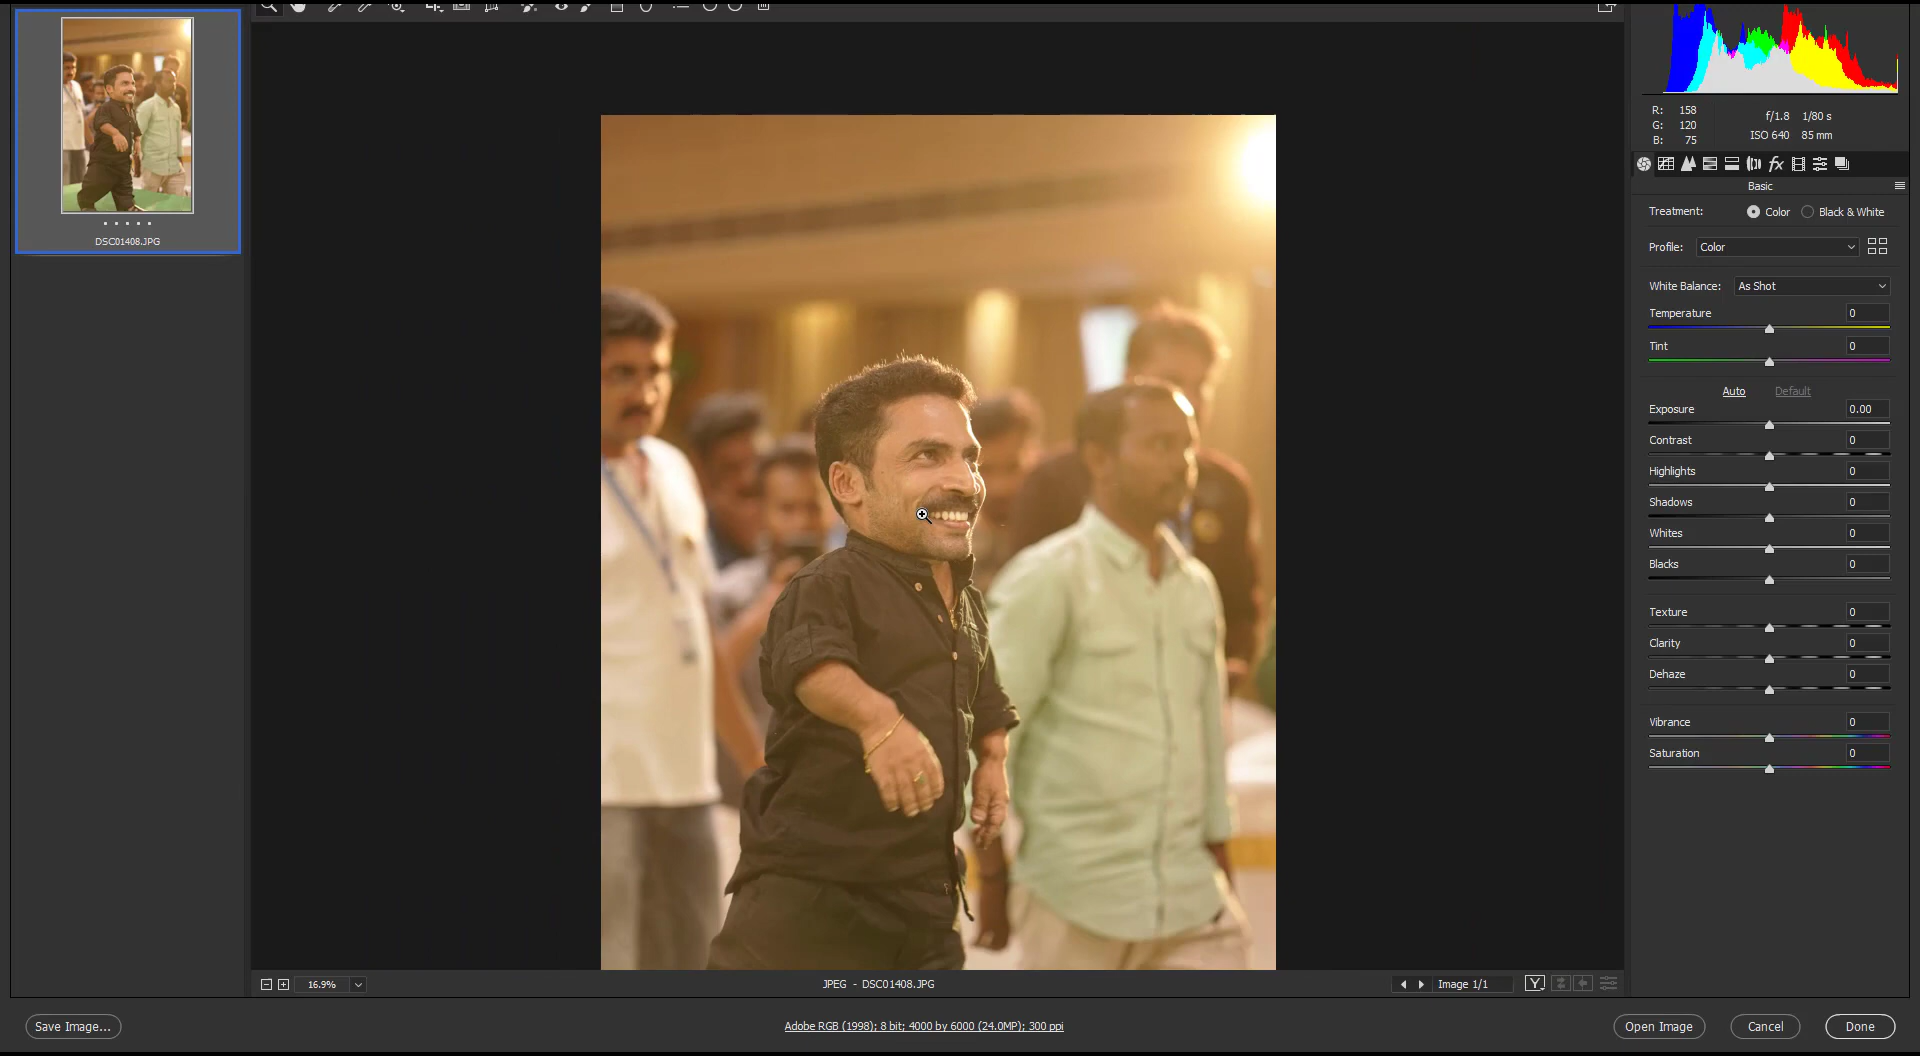 DSC01408.JPG
R: 158
G: 120
B: 75
f/1.8 1/80 s
ISO 640 85 mm
Basic
Treatment: Color Black & White
Profile: Color
White Balance: As Shot
Temperature 0
Tint 0
Auto Default
Exposure 0.00
Contrast 0
Highlights 0
Shadows 0
Whites 0
Blacks 0
Texture 0
Clarity 0
Dehaze 0
Vibrance 0
Saturation 0
16.9%
JPEG - DSC01408.JPG
Image 1/1
Y
Save Image...
Adobe RGB (1998); 8 bit; 4000 by 6000 (24.0MP); 300 ppi
Open Image
Cancel
Done